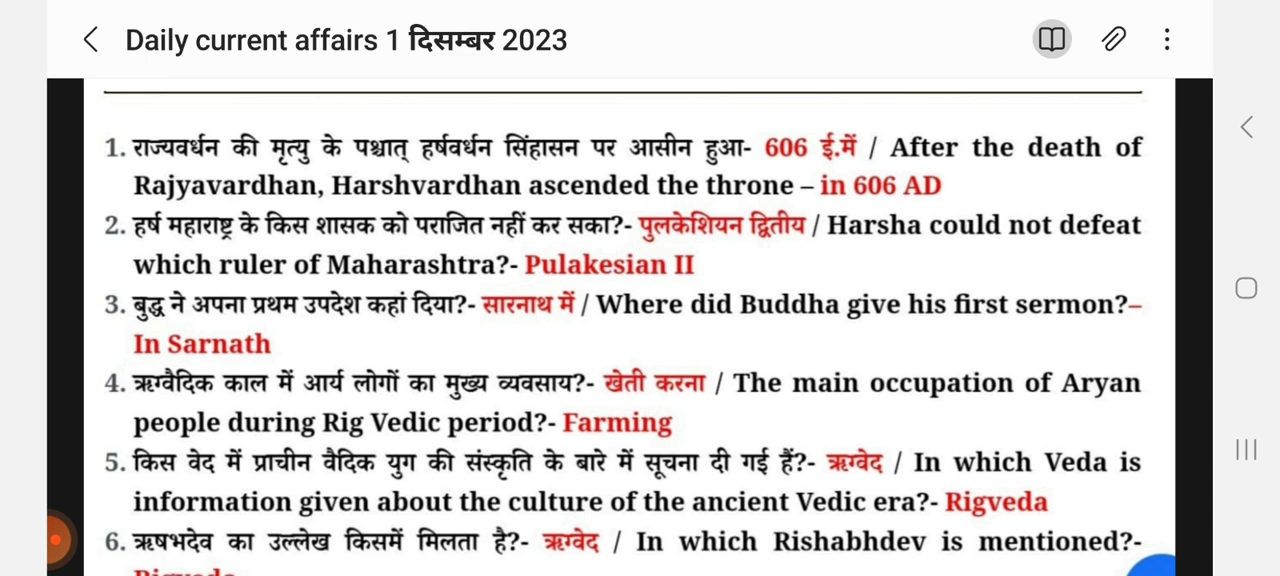 Daily current affairs 1 दिसम्बर 2023
1. राज्यवर्धन की मृत्यु के पश्चात् हर्षवर्धन सिंहासन पर आसीन हुआ- 606 ई.में / After the death of
Rajyavardhan, Harshvardhan ascended the throne – in 606 AD
2. हर्ष महाराष्ट्र के किस शासक को पराजित नहीं कर सका?- पुलकेशियन द्वितीय / Harsha could not defeat
which ruler of Maharashtra?- Pulakesian II
3. बुद्ध ने अपना प्रथम उपदेश कहां दिया?- सारनाथ में / Where did Buddha give his first sermon?–
In Sarnath
4. ऋग्वैदिक काल में आर्य लोगों का मुख्य व्यवसाय?- खेती करना / The main occupation of Aryan
people during Rig Vedic period?- Farming
5. किस वेद में प्राचीन वैदिक युग की संस्कृति के बारे में सूचना दी गई हैं?- ऋग्वेद / In which Veda is
information given about the culture of the ancient Vedic era?- Rigveda
6. ऋषभदेव का उल्लेख किसमें मिलता है?- ऋग्वेद / In which Rishabhdev is mentioned?-
Rigveda